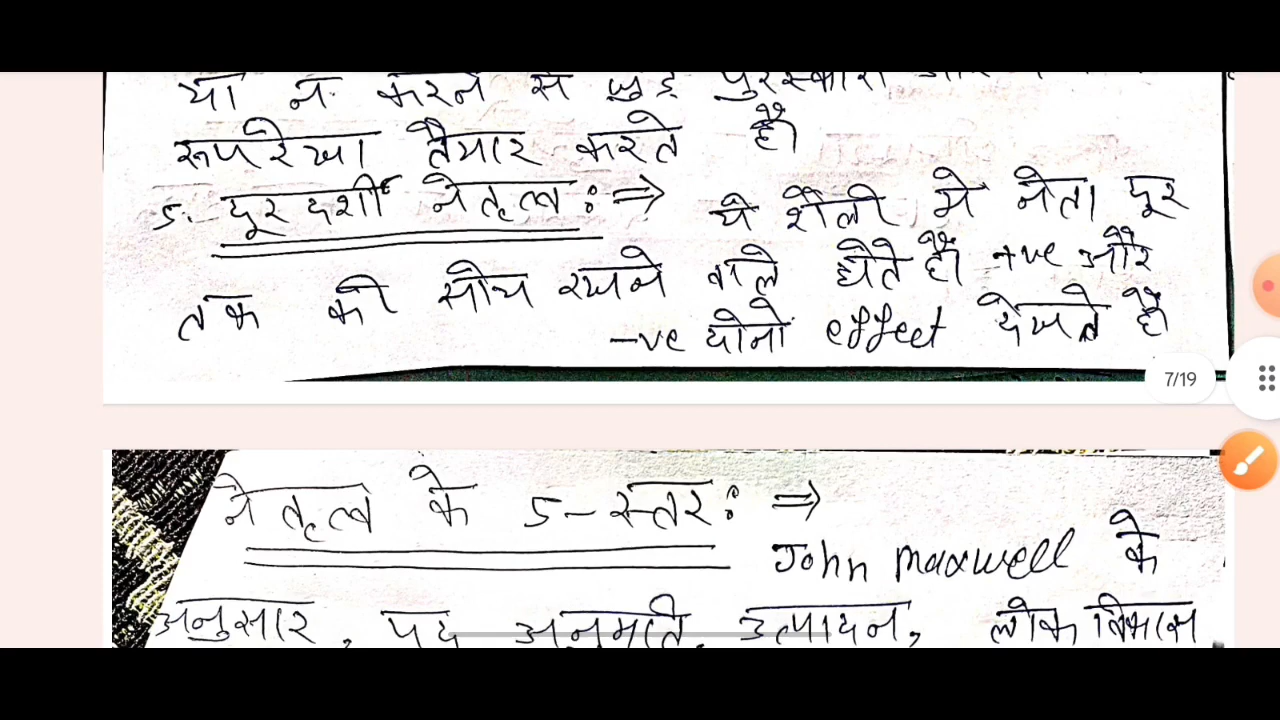 या न करने से जुड़े पुरस्कारों
रूपरेखा तैयार करते हैं
5. दूरदर्शी नेतृत्व :⇒ ये शैली मे नेता दूर
तक की सोच रखने वाले होते हैं +ve और
-ve दोनो effect देखते हैं
7/19
नेतृत्व के 5-स्तर :⇒
John maxwell के
अनुसार, पद अनुमति, उत्पादन, लोक विकास